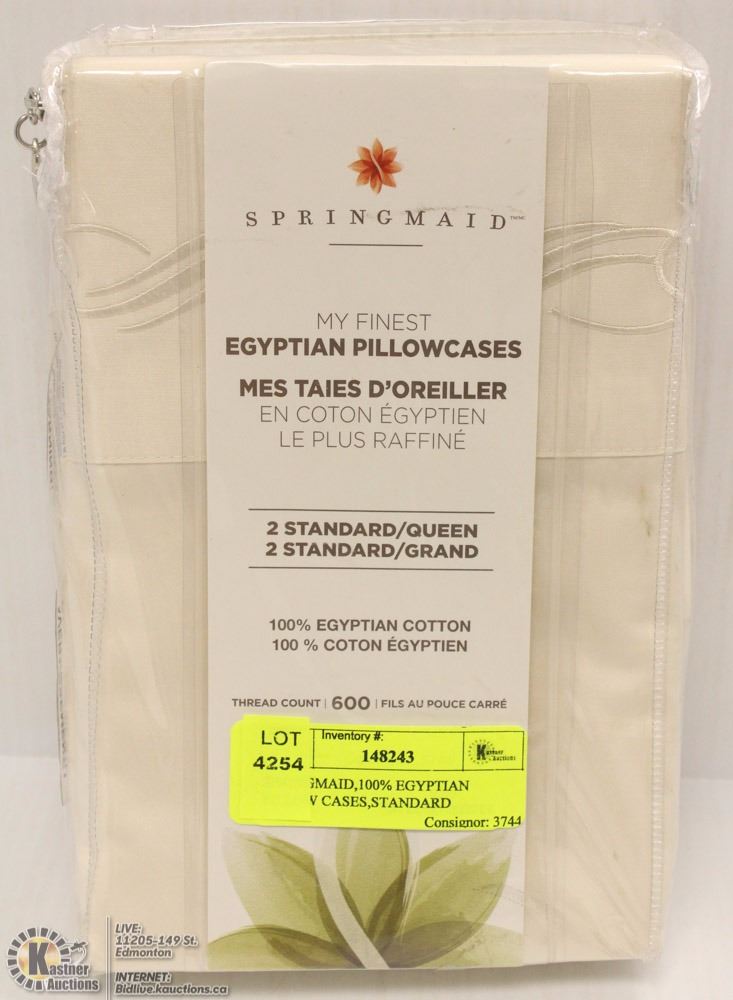 SPRINGMAID
MY FINEST
EGYPTIAN PILLOWCASES
MES TAIES D'OREILLER
EN COTON ÉGYPTIEN
LE PLUS RAFFINÉ
2 STANDARD/QUEEN
2 STANDARD/GRAND
100% EGYPTIAN COTTON
100 % COTON ÉGYPTIEN
THREAD COUNT | 600 | FILS AU POUCE CARRÉ
LOT
4254
Inventory #:
148243
Kastner
Auctions
GMAID,100% EGYPTIAN
W CASES,STANDARD
Consignor: 3744
Kastner
Auctions
LIVE:
11205-149 St.
Edmonton
INTERNET:
Bidlive.kauctions.ca